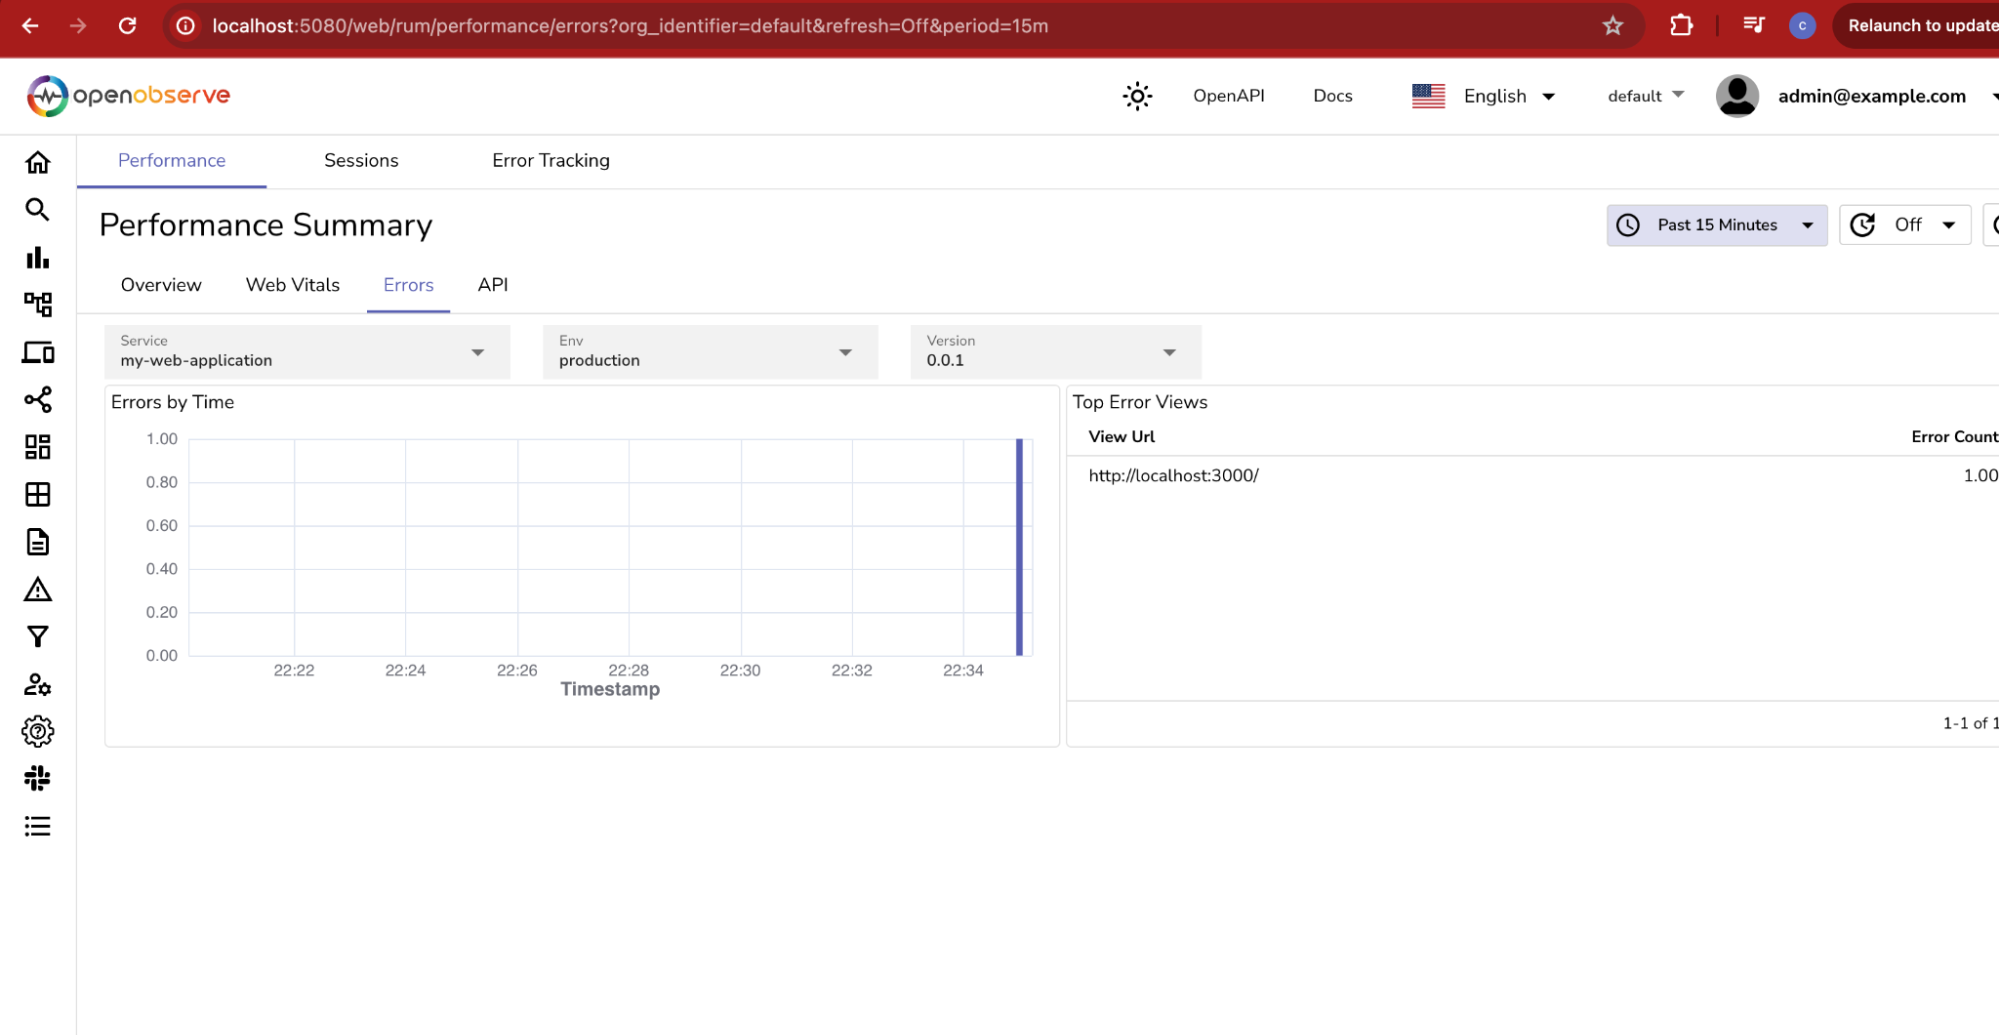 localhost:5080/web/rum/performance/errors?org_identifier=default&refresh=Off&period=15m
C
Relaunch to update
openobserve
OpenAPI
Docs
English
default
admin@example.com
Performance
Sessions
Error Tracking
Performance Summary
Past 15 Minutes
Off
Overview
Web Vitals
Errors
API
Service
my-web-application
Env
production
Version
0.0.1
Errors by Time
1.00
0.80
0.60
0.40
0.20
0.00
22:22
22:24
22:26
22:28
22:30
22:32
22:34
Timestamp
Top Error Views
View Url
Error Count
http://localhost:3000/
1.00
1-1 of 1